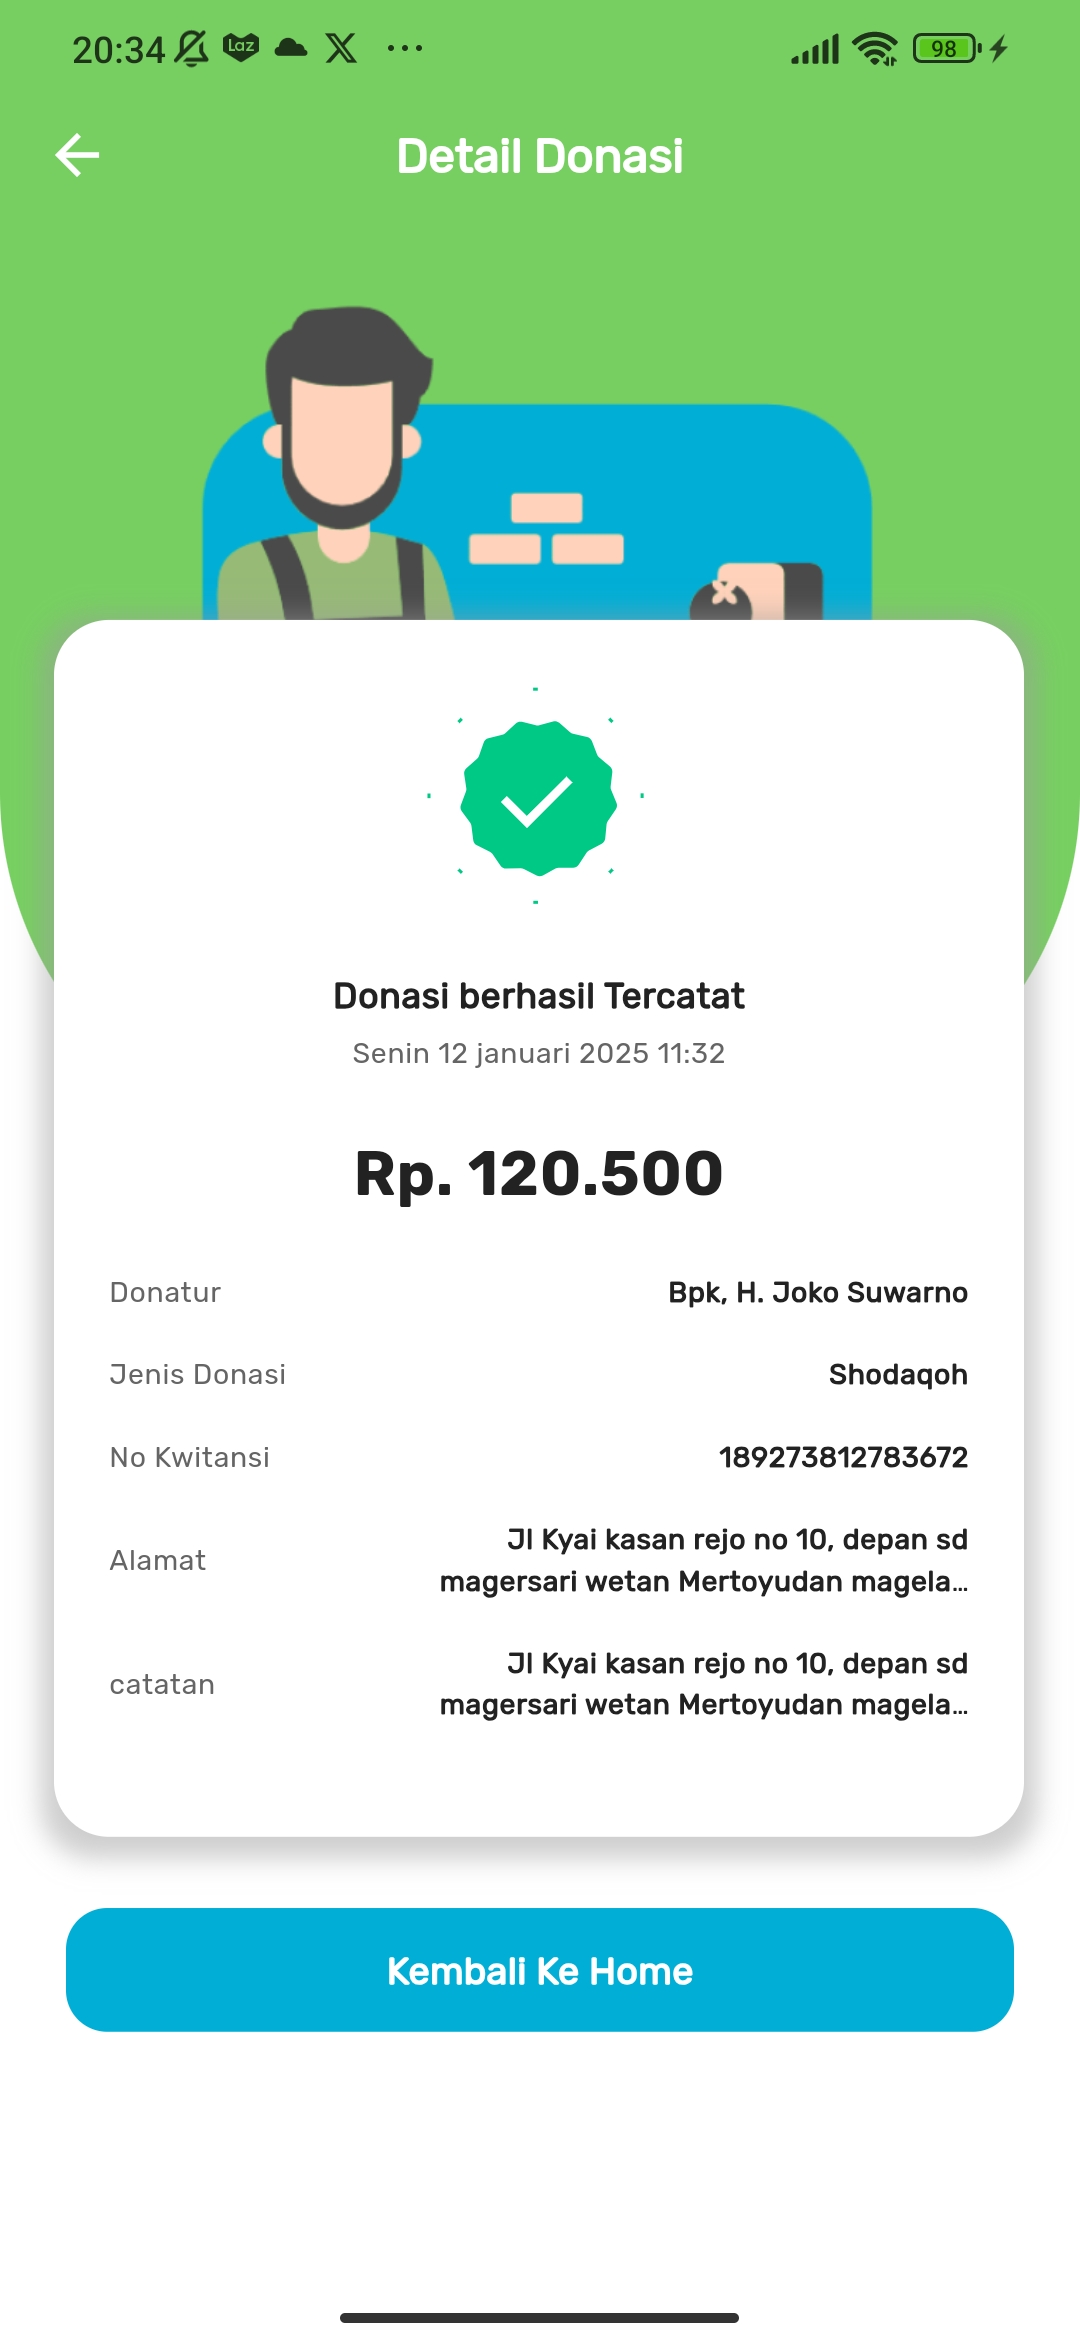 20:34 Laz 98
Detail Donasi
Donasi berhasil Tercatat
Senin 12 januari 2025 11:32
Rp. 120.500
Donatur Bpk, H. Joko Suwarno
Jenis Donasi Shodaqoh
No Kwitansi 189273812783672
Alamat Jl Kyai kasan rejo no 10, depan sd
magersari wetan Mertoyudan magela...
catatan Jl Kyai kasan rejo no 10, depan sd
magersari wetan Mertoyudan magela...
Kembali Ke Home